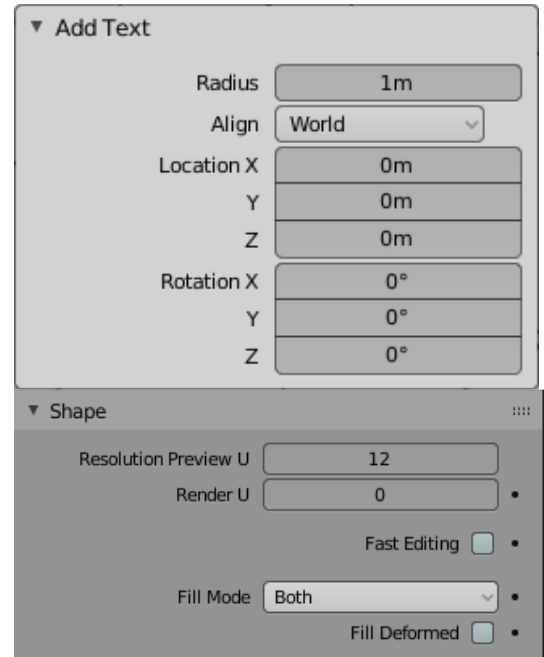 Add Text
Radius 1m
Align World
Location X 0m
Y 0m
Z 0m
Rotation X 0°
Y 0°
Z 0°
Shape
Resolution Preview U 12
Render U 0
Fast Editing
Fill Mode Both
Fill Deformed